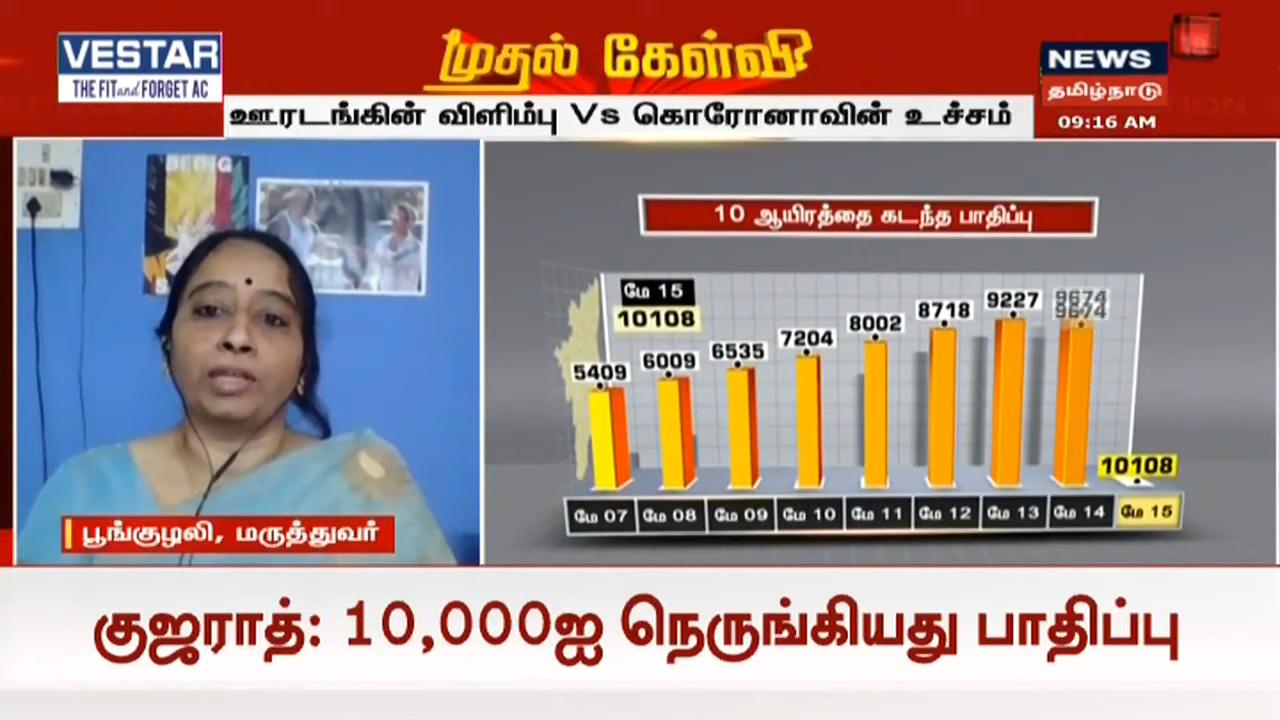 VESTAR
THE FIT and FORGET AC
முதல் கேள்வி?
NEWS
தமிழ்நாடு
09:16 AM
ஊரடங்கின் விளிம்பு Vs கொரோனாவின் உச்சம்
BEING
10 ஆயிரத்தை கடந்த பாதிப்பு
மே 15
10108
5409
6009
6535
7204
8002
8718
9227
9674
9674
10108
மே 07
மே 08
மே 09
மே 10
மே 11
மே 12
மே 13
மே 14
மே 15
பூங்குழலி, மருத்துவர்
குஜராத்: 10,000ஐ நெருங்கியது பாதிப்பு